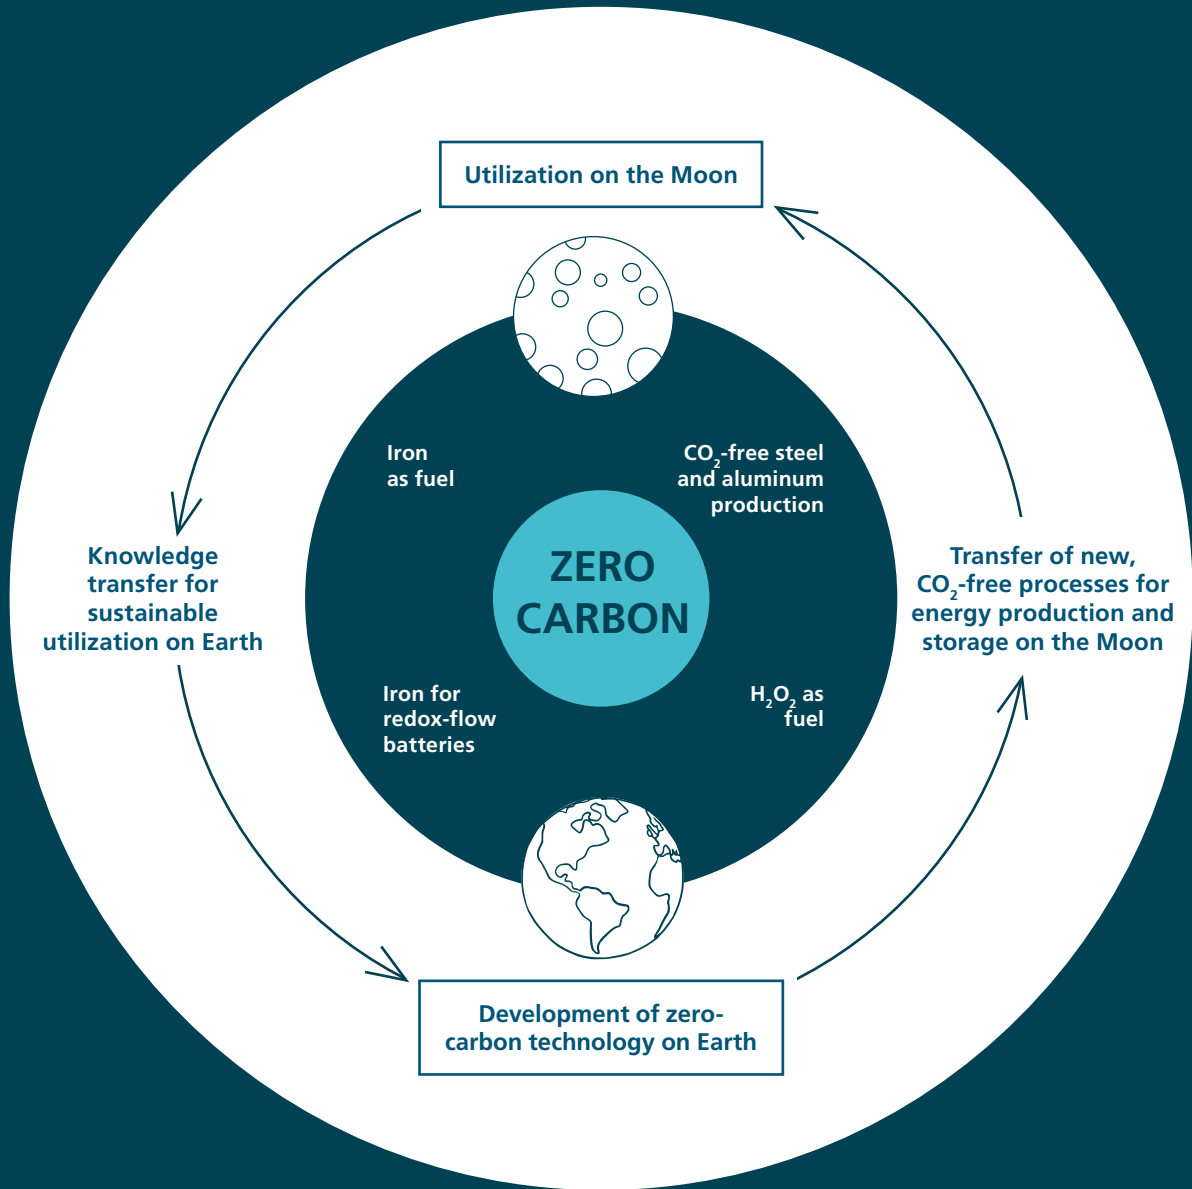 Utilization on the Moon
Iron
as fuel
CO₂-free steel
and aluminum
production
ZERO
CARBON
Knowledge
transfer for
sustainable
utilization on Earth
Transfer of new,
CO₂-free processes for
energy production and
storage on the Moon
Iron for
redox-flow
batteries
H₂O₂ as
fuel
Development of zero-
carbon technology on Earth